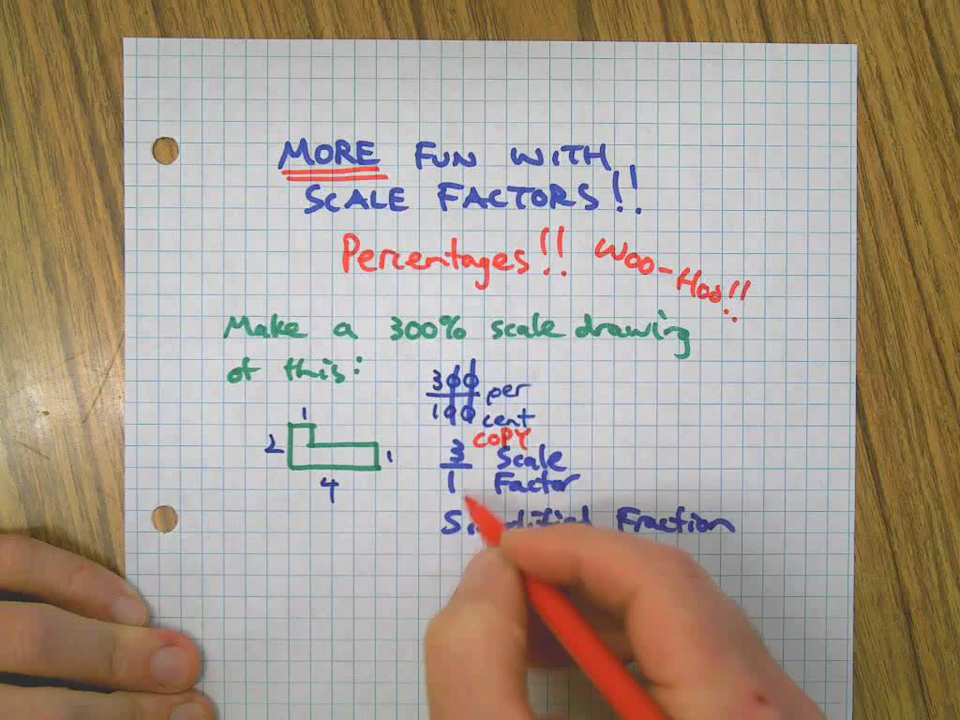 MORE FUN WITH
SCALE FACTORS!!
Percentages!! Woo-Hoo!!
Make a 300% scale drawing
of this:
300 per
100 cent
1
2
1
4
COPY
3 Scale
1 Factor
Fraction